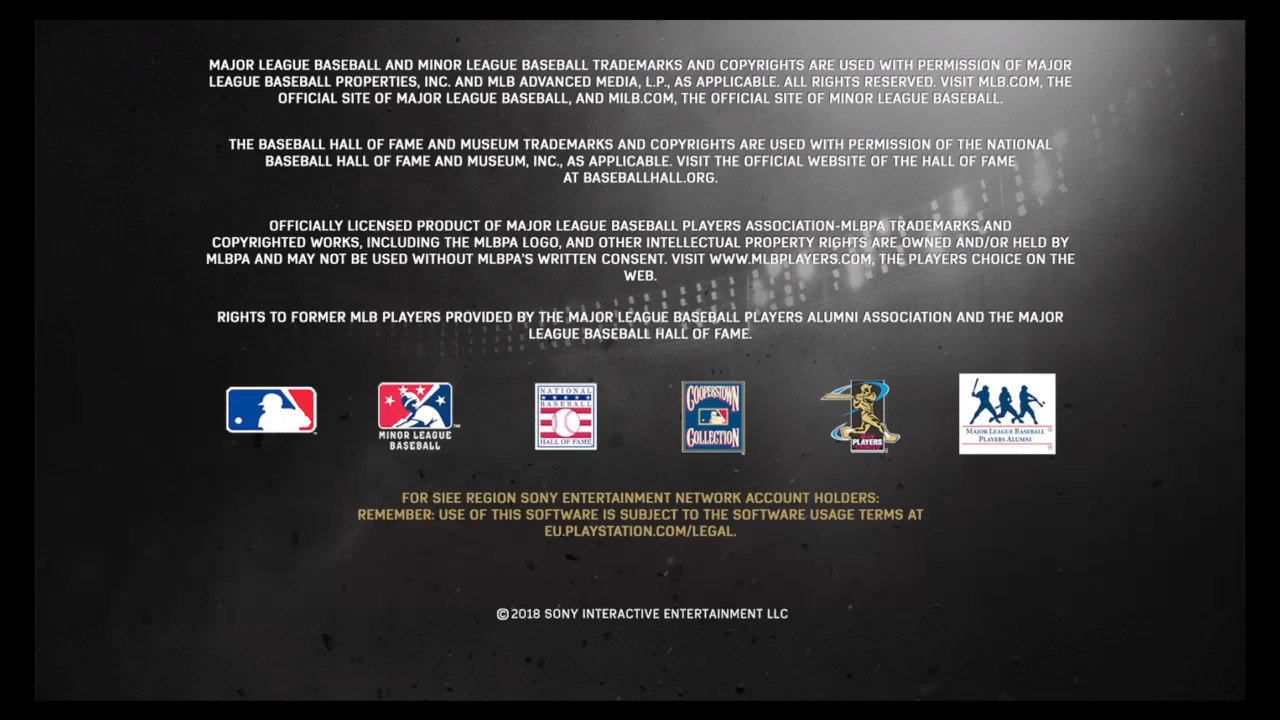 MAJOR LEAGUE BASEBALL AND MINOR LEAGUE BASEBALL TRADEMARKS AND COPYRIGHTS ARE USED WITH PERMISSION OF MAJOR
LEAGUE BASEBALL PROPERTIES, INC. AND MLB ADVANCED MEDIA, L.P., AS APPLICABLE. ALL RIGHTS RESERVED. VISIT MLB.COM, THE
OFFICIAL SITE OF MAJOR LEAGUE BASEBALL, AND MILB.COM, THE OFFICIAL SITE OF MINOR LEAGUE BASEBALL.
THE BASEBALL HALL OF FAME AND MUSEUM TRADEMARKS AND COPYRIGHTS ARE USED WITH PERMISSION OF THE NATIONAL
BASEBALL HALL OF FAME AND MUSEUM, INC., AS APPLICABLE. VISIT THE OFFICIAL WEBSITE OF THE HALL OF FAME
AT BASEBALLHALL.ORG.
OFFICIALLY LICENSED PRODUCT OF MAJOR LEAGUE BASEBALL PLAYERS ASSOCIATION-MLBPA TRADEMARKS AND
COPYRIGHTED WORKS, INCLUDING THE MLBPA LOGO, AND OTHER INTELLECTUAL PROPERTY RIGHTS ARE OWNED AND/OR HELD BY
MLBPA AND MAY NOT BE USED WITHOUT MLBPA'S WRITTEN CONSENT. VISIT WWW.MLBPLAYERS.COM, THE PLAYERS CHOICE ON THE
WEB.
RIGHTS TO FORMER MLB PLAYERS PROVIDED BY THE MAJOR LEAGUE BASEBALL PLAYERS ALUMNI ASSOCIATION AND THE MAJOR
LEAGUE BASEBALL HALL OF FAME.
MINOR LEAGUE™
BASEBALL
NATIONAL
BASEBALL
HALL OF FAME
COOPERSTOWN
COLLECTION
PLAYERS
MAJOR LEAGUE BASEBALL
PLAYERS ALUMNI
FOR SIEE REGION SONY ENTERTAINMENT NETWORK ACCOUNT HOLDERS:
REMEMBER: USE OF THIS SOFTWARE IS SUBJECT TO THE SOFTWARE USAGE TERMS AT
EU.PLAYSTATION.COM/LEGAL.
©2018 SONY INTERACTIVE ENTERTAINMENT LLC